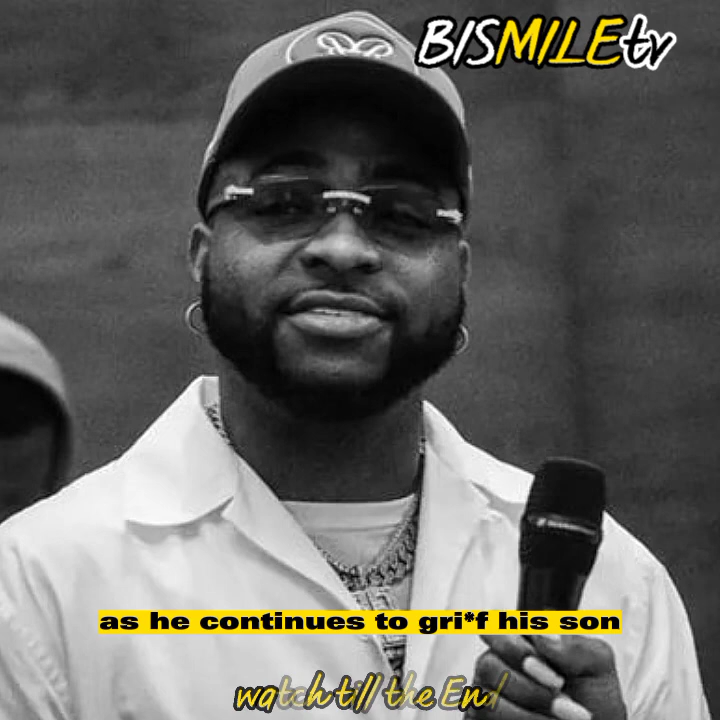 BISMILEtv
as he continues to gri*f his son
watch till the End